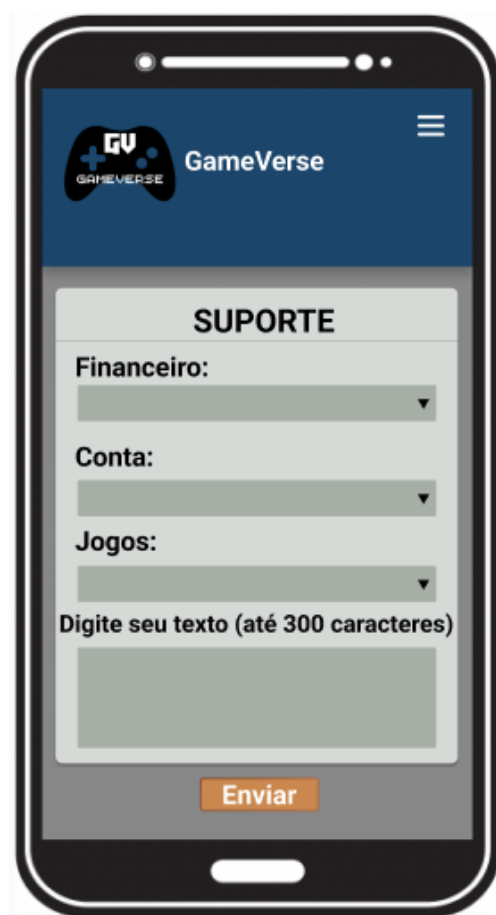 GV
GAMEVERSE
GameVerse
SUPORTE
Financeiro:
Conta:
Jogos:
Digite seu texto (até 300 caracteres)
Enviar